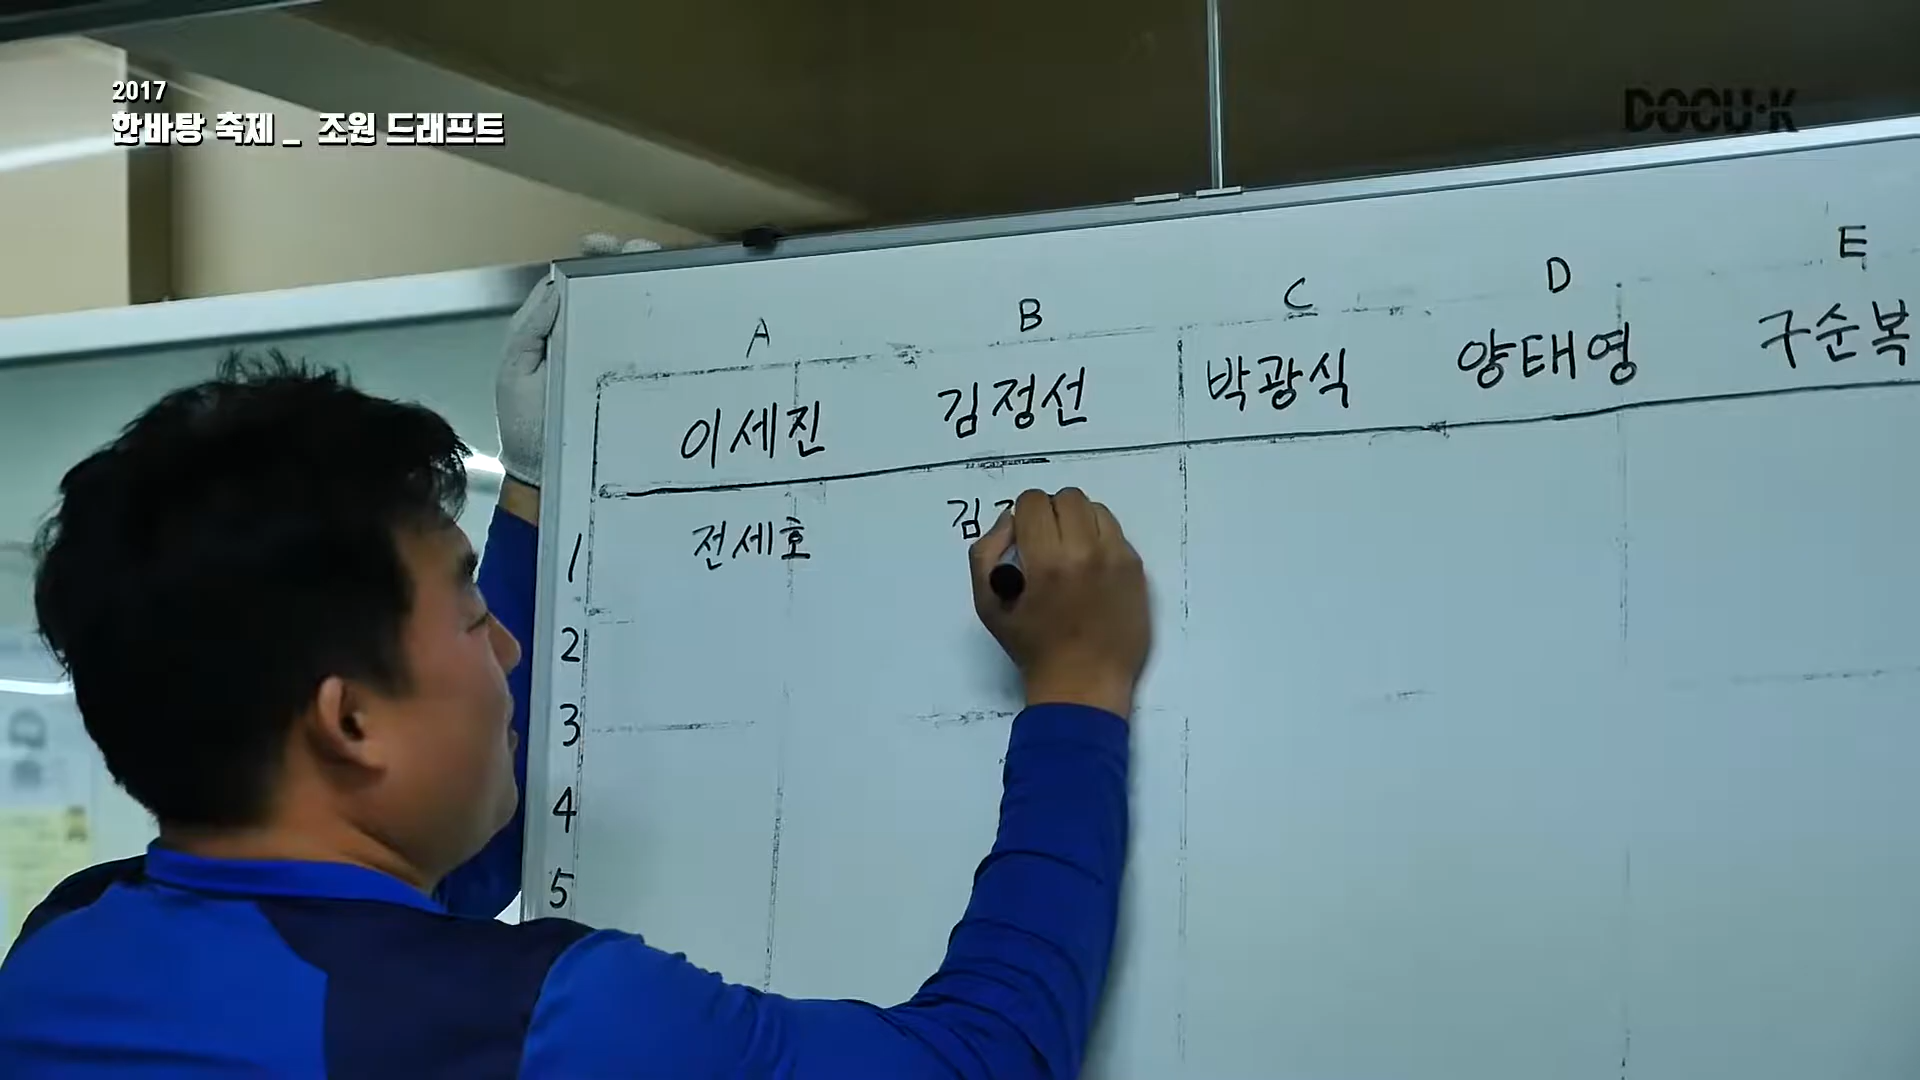 2017
한바탕 축제 _ 조원 드래프트
DOCU·K
A B C D E
이세진 김정선 박광식 양태영 구순복
1 전세호 김
2
3
4
5